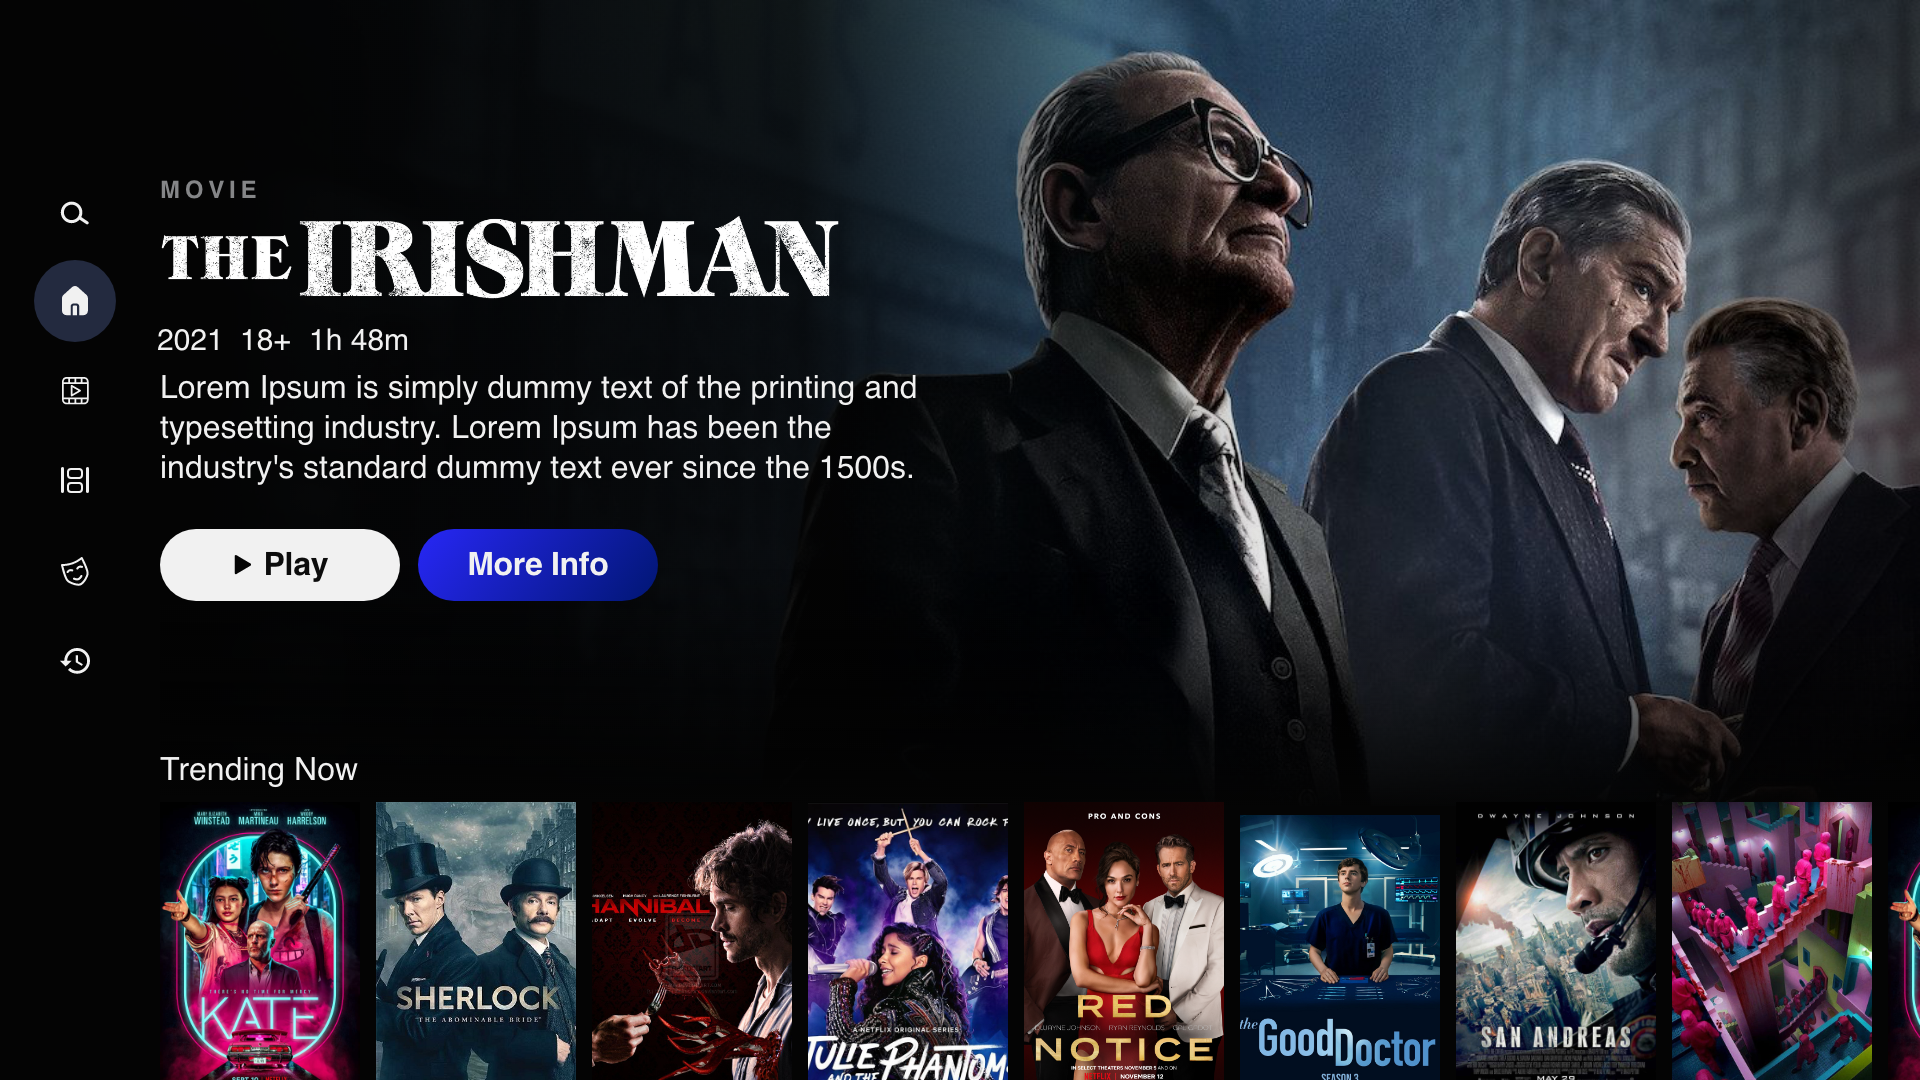 MOVIE
THE IRISHMAN
2021 18+ 1h 48m
Lorem Ipsum is simply dummy text of the printing and
typesetting industry. Lorem Ipsum has been the
industry's standard dummy text ever since the 1500s.
Play
More Info
Trending Now
MARY ELIZABETH WINSTEAD
MIKU MARTINEAU
WOODY HARRELSON
THERE'S NO TIME FOR MERCY
KATE
SHERLOCK
"THE ABOMINABLE BRIDE"
HANNIBAL
ADAPT EVOLVE BECOME
LIVE ONCE, BUT YOU CAN ROCK
A NETFLIX ORIGINAL SERIES
JULIE
AND THE PHANTOM
PRO AND CONS
RED
DWAYNE JOHNSON RYAN REYNOLDS GAL GADOT
NOTICE
IN SELECT THEATERS NOVEMBER 5 AND ON
NETFLIX NOVEMBER 12
the Good Doctor
SEASON 3
DWAYNE JOHNSON
SAN ANDREAS
MAY 29